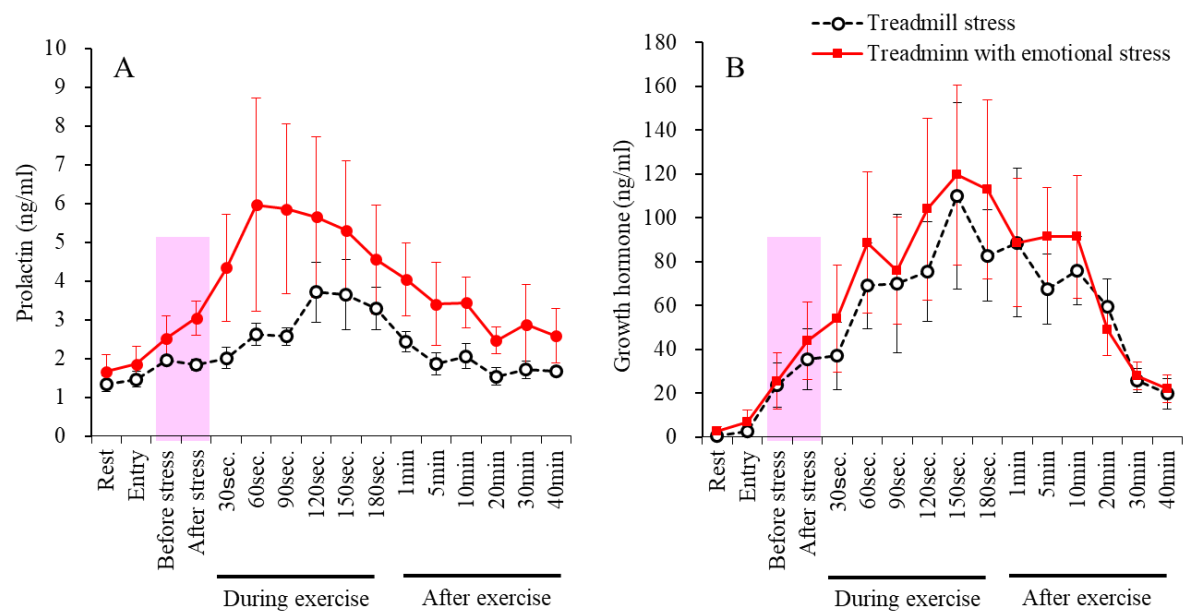 Treadmill stress
Treadminn with emotional stress
A
Prolactin (ng/ml)
10
9
8
7
6
5
4
3
2
1
0
Rest
Entry
Before stress
After stress
30sec.
60sec.
90sec.
120sec.
150sec.
180sec.
1min
5min
10min
20min
30min
40min
During exercise
After exercise
B
Growth hormone (ng/ml)
180
160
140
120
100
80
60
40
20
0
Rest
Entry
Before stress
After stress
30sec.
60sec.
90sec.
120sec.
150sec.
180sec.
1min
5min
10min
20min
30min
40min
During exercise
After exercise